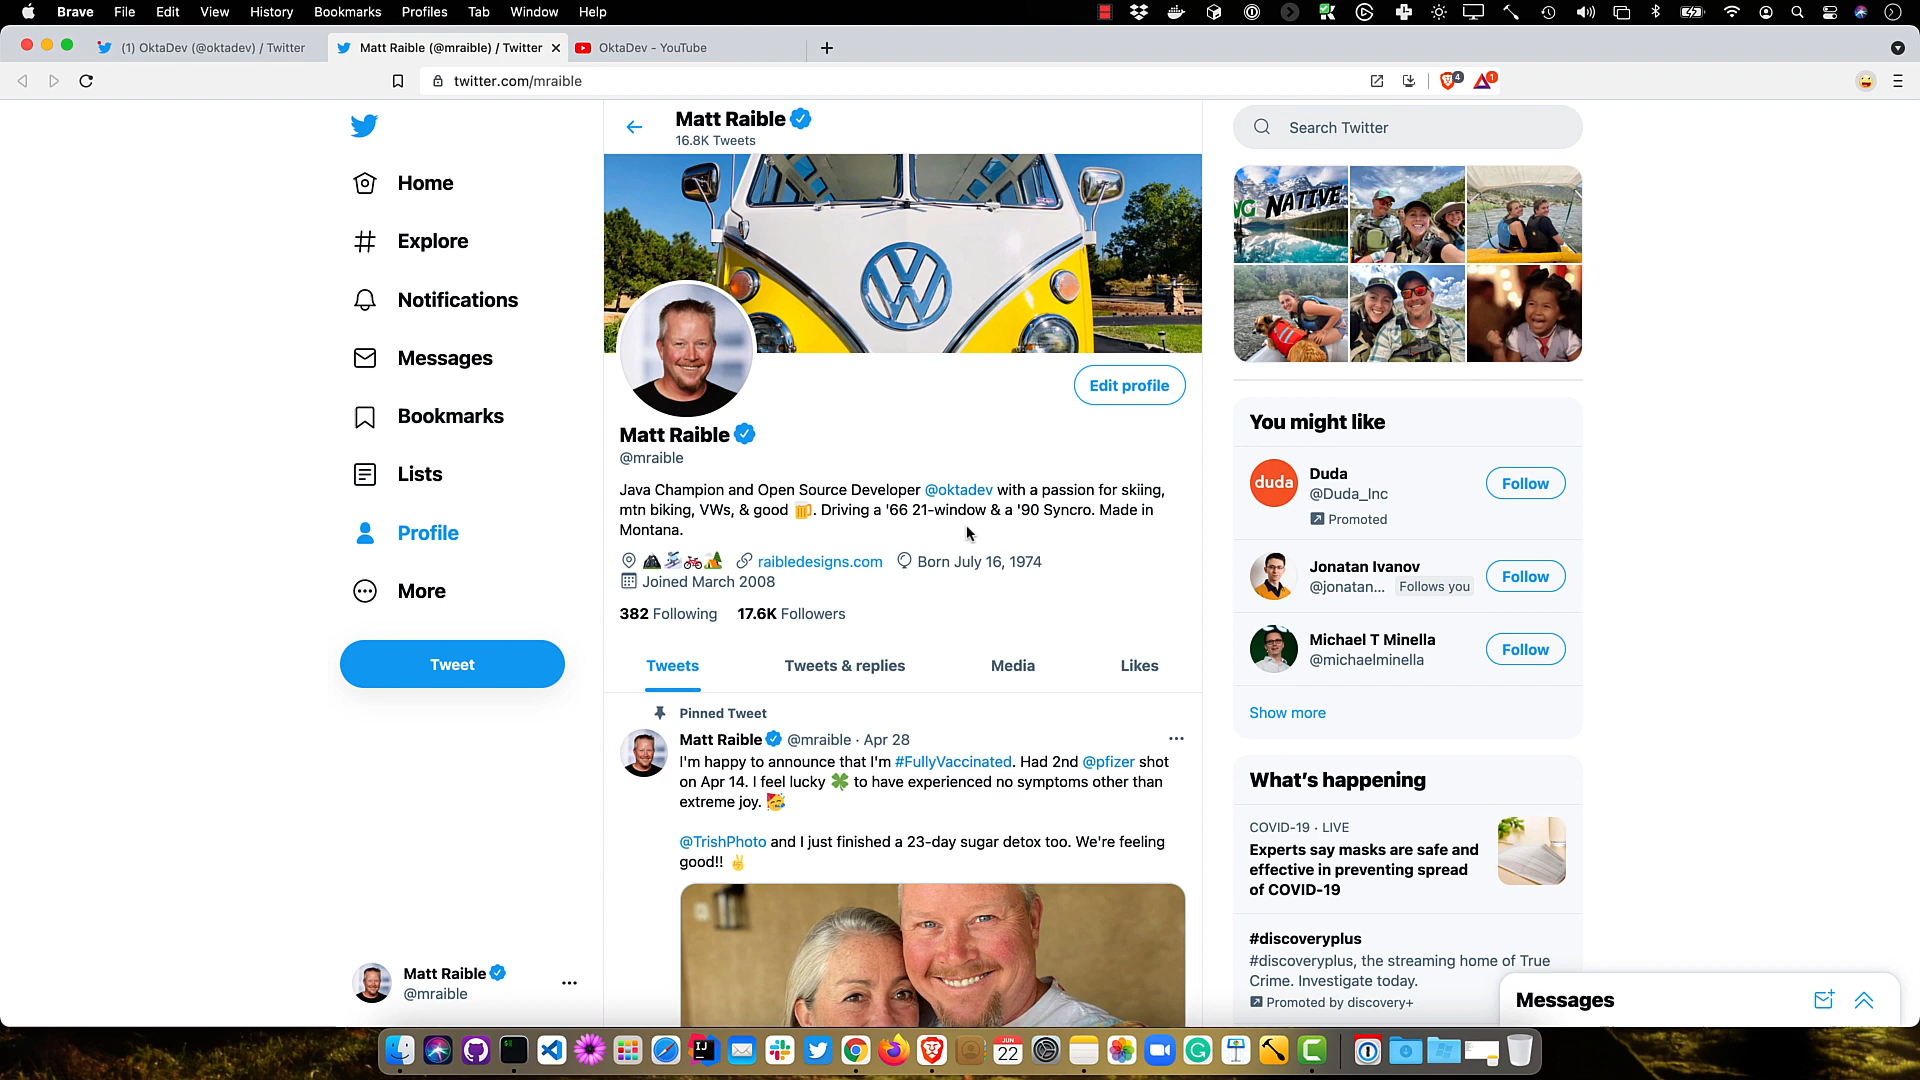 Brave File Edit View History Bookmarks Profiles Tab Window Help
(1) OktaDev (@oktadev) / Twitter
Matt Raible (@mraible) / Twitter
OktaDev - YouTube
twitter.com/mraible
4
1
Matt Raible
16.8K Tweets
Search Twitter
Home
Explore
Notifications
Messages
Bookmarks
Lists
Profile
More
Tweet
NG NATIVE
Edit profile
Matt Raible
@mraible
Java Champion and Open Source Developer @oktadev with a passion for skiing,
mtn biking, VWs, & good 🍺. Driving a '66 21-window & a '90 Syncro. Made in
Montana.
raibledesigns.com Born July 16, 1974
Joined March 2008
382 Following 17.6K Followers
Tweets Tweets & replies Media Likes
Pinned Tweet
Matt Raible @mraible · Apr 28
I'm happy to announce that I'm #FullyVaccinated. Had 2nd @pfizer shot
on Apr 14. I feel lucky 🍀 to have experienced no symptoms other than
extreme joy. 🥳
@TrishPhoto and I just finished a 23-day sugar detox too. We're feeling
good!! ✌️
You might like
duda
Duda
@Duda_Inc
Promoted
Follow
Jonatan Ivanov
@jonatan... Follows you
Follow
Michael T Minella
@michaelminella
Follow
Show more
What's happening
COVID-19 · LIVE
Experts say masks are safe and
effective in preventing spread
of COVID-19
#discoveryplus
#discoveryplus, the streaming home of True
Crime. Investigate today.
Promoted by discovery+
Messages
Matt Raible
@mraible
JUN
22